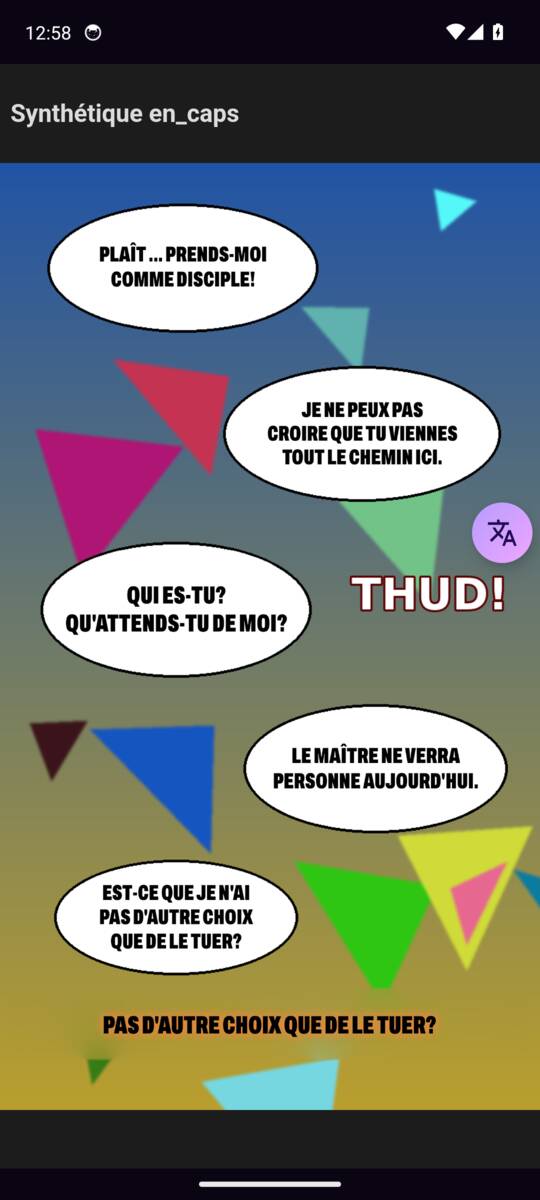 12:58
Synthétique en_caps
PLAÎT... PRENDS-MOI
COMME DISCIPLE!
JE NE PEUX PAS
CROIRE QUE TU VIENNES
TOUT LE CHEMIN ICI.
QUI ES-TU?
QU'ATTENDS-TU DE MOI?
THUD!
LE MAÎTRE NE VERRA
PERSONNE AUJOURD'HUI.
EST-CE QUE JE N'AI
PAS D'AUTRE CHOIX
QUE DE LE TUER?
PAS D'AUTRE CHOIX QUE DE LE TUER?